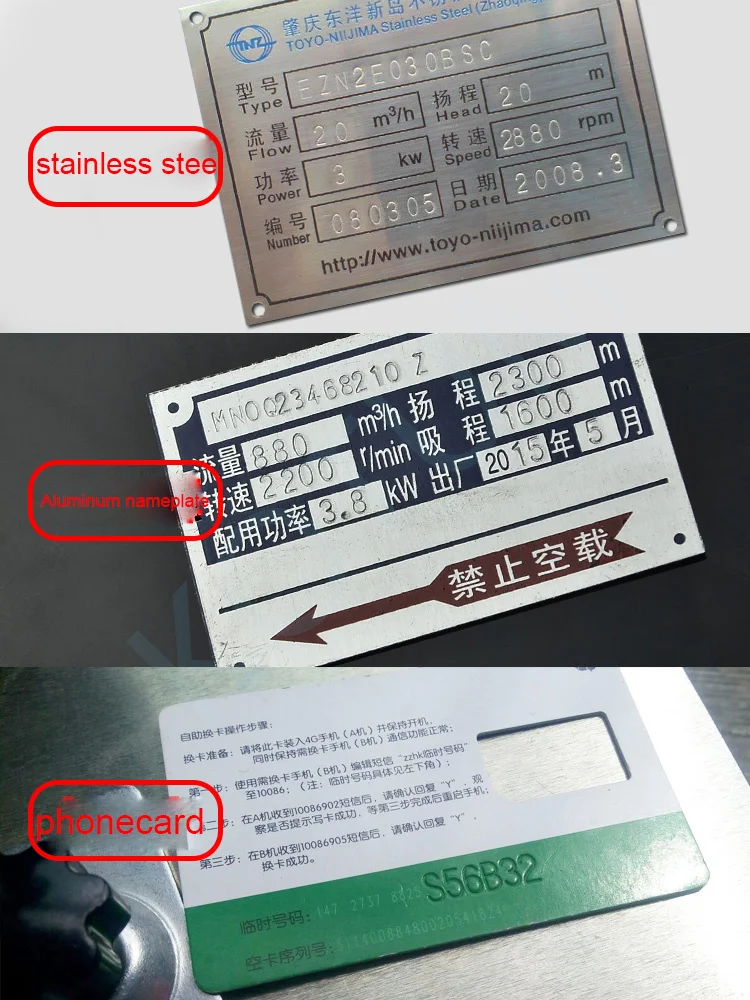 肇庆东洋新岛不
TNZ
TOYO-NIIJIMA Stainless Steel (Zhaoqing)
型号 Type EZN2E030BSC
流量 Flow 20 m³/h 扬程 Head 20 m
功率 Power 3 kw 转速 Speed 2880 rpm
编号 Number 080305 日期 Date 2008.3
http://www.toyo-niijima.com
stainless stee
MNOQ23468210 Z
流量 880 m³/h 扬程 2300 m
转速 2200 r/min 吸程 1600 m
配用功率 3.8 kW 出厂 2015年5月
禁止空载
Aluminum nameplate
自助换卡操作步骤:
换卡准备: 请将此卡装入4G手机(A机)并保持开机,
同时保持需换卡手机(B机)通信功能正常;
第一步: 使用需换卡手机(B机)编辑短信"zzhk临时号码"
至10086; (注: 临时号码具体见左下角);
第二步: 在A机收到10086902短信后, 请确认回复"Y", 观
察是否提示写卡成功, 等第三步完成后重启手机;
第三步: 在B机收到10086905短信后, 请确认回复"Y",
换卡成功。
phonecard
S56B32
临时号码: 147 2737 8825
空卡序列号: